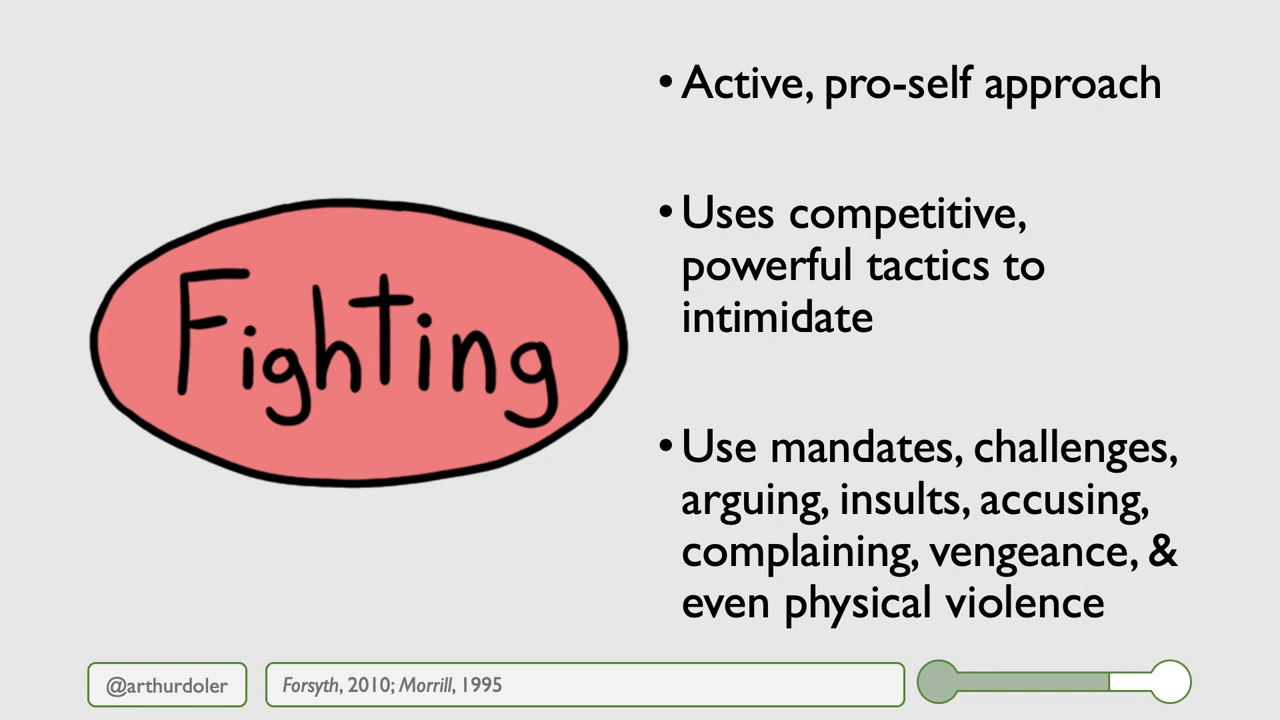 Fighting
• Active, pro-self approach
• Uses competitive,
powerful tactics to
intimidate
• Use mandates, challenges,
arguing, insults, accusing,
complaining, vengeance, &
even physical violence
@arthurdoler
Forsyth, 2010; Morrill, 1995